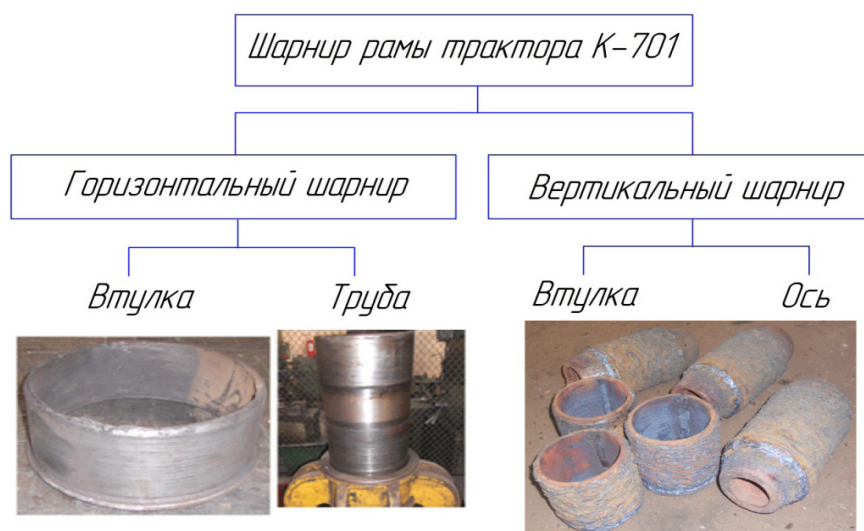 Шарнир рамы трактора К-701
Горизонтальный шарнир
Вертикальный шарнир
Втулка
Труба
Втулка
Ось